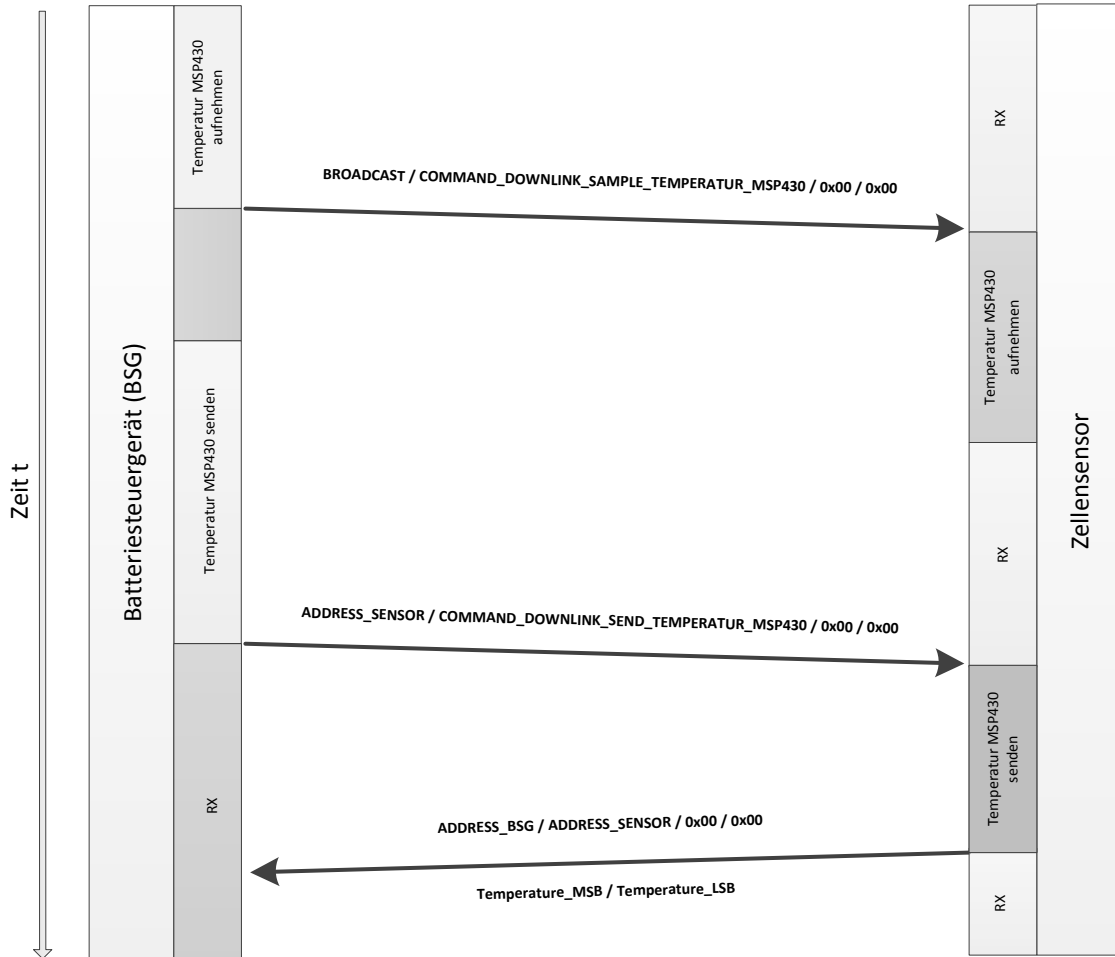 Zeit t
Batteriesteuergerät (BSG)
Temperatur MSP430
aufnehmen
Temperatur MSP430 senden
RX
BROADCAST / COMMAND_DOWNLINK_SAMPLE_TEMPERATUR_MSP430 / 0x00 / 0x00
ADDRESS_SENSOR / COMMAND_DOWNLINK_SEND_TEMPERATUR_MSP430 / 0x00 / 0x00
ADDRESS_BSG / ADDRESS_SENSOR / 0x00 / 0x00
Temperature_MSB / Temperature_LSB
RX
Temperatur MSP430
aufnehmen
RX
Temperatur MSP430
senden
RX
Zellensensor